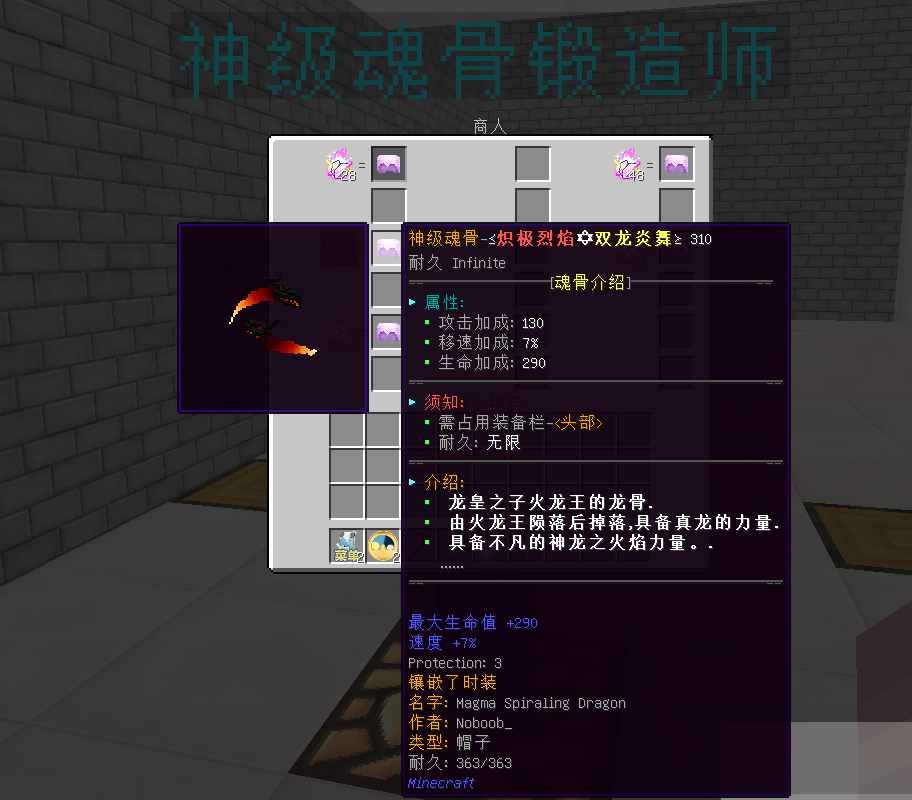 神级魂骨锻造师
商人
28 =
48 =
神级魂骨-≤炽极烈焰✡双龙炎舞≥ 310
耐久 Infinite
[魂骨介绍]
▶ 属性:
▪ 攻击加成: 130
▪ 移速加成: 7%
▪ 生命加成: 290
▶ 须知:
▪ 需占用装备栏-<头部>
▪ 耐久: 无限
▶ 介绍:
▪ 龙皇之子火龙王的龙骨.
▪ 由火龙王陨落后掉落,具备真龙的力量.
▪ 具备不凡的神龙之火焰力量。.
......
菜单2
2
最大生命值 +290
速度 +7%
Protection: 3
镶嵌了时装
名字: Magma Spiraling Dragon
作者: Noboob_
类型: 帽子
耐久: 363/363
Minecraft